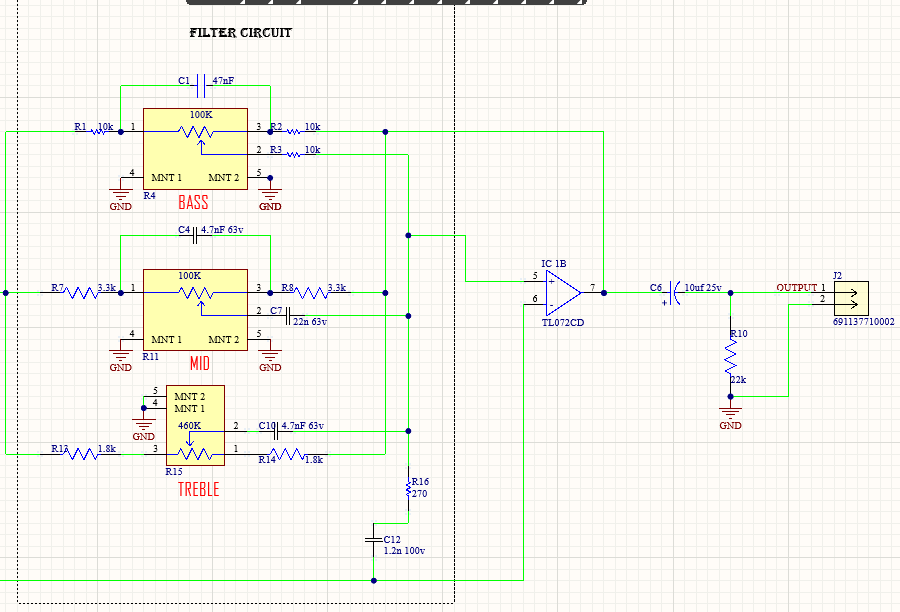 FILTER CIRCUIT
C1 47nF
100K
R1 10k 1 3 R2 10k
2 R3 10k
4 MNT 1 MNT 2 5
GND R4 BASS GND
C4 4.7nF 63v
100K
R7 3.3k 1 3 R8 3.3k
2 C7 22n 63v
4 MNT 1 MNT 2 5
GND R11 MID GND
5 MNT 2
4 MNT 1
GND 460K 2 C10 4.7nF 63v
R13 1.8k 3 1 R14 1.8k
R15
TREBLE
R16
270
C12
1.2n 100v
IC 1B
5 +
6 - 7
TL072CD
C6 10uf 25v
+
R10
22k
GND
J2
OUTPUT 1
2
691137710002